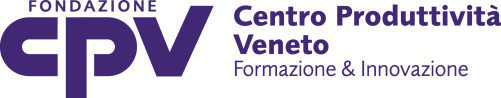 FONDAZIONE
CPV
Centro Produttività
Veneto
Formazione & Innovazione